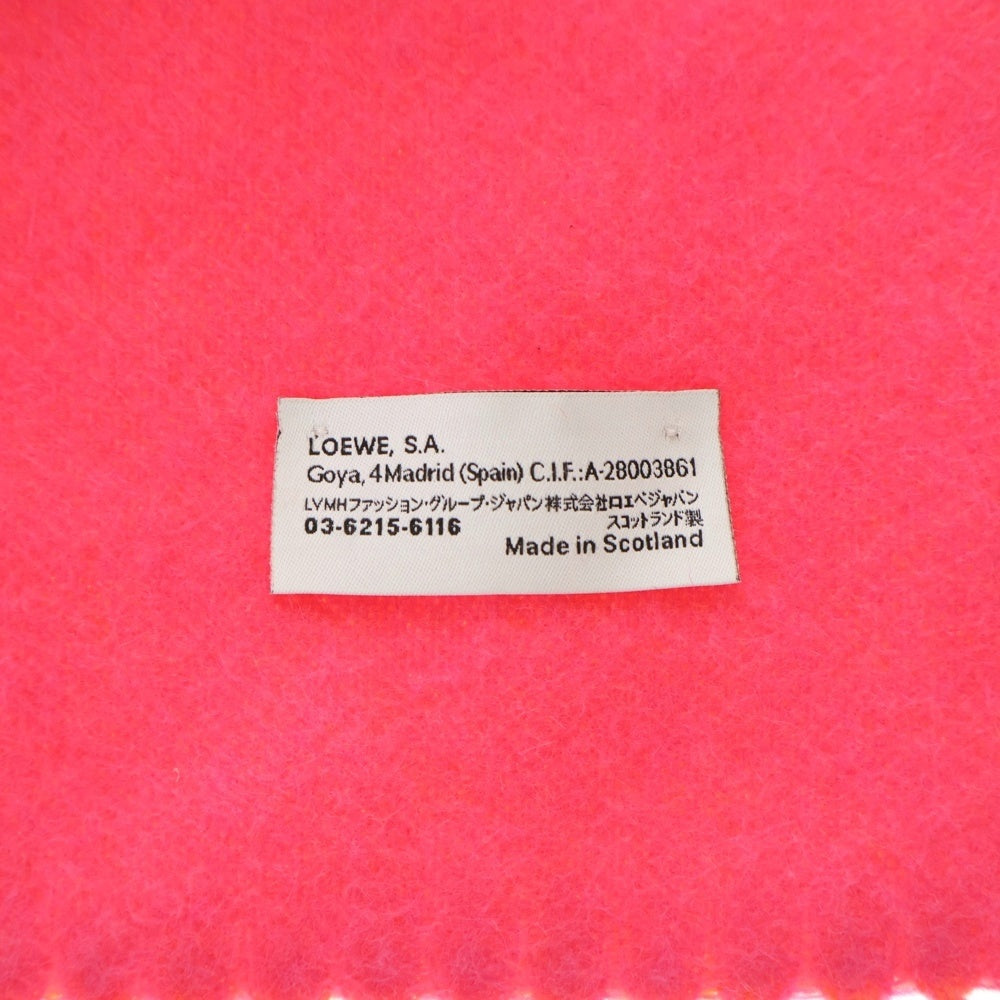 LOEWE, S.A.
Goya, 4 Madrid (Spain) C.I.F.:A-28003861
LVMHファッション・グループ・ジャパン株式会社ロエベジャパン
03-6215-6116
スコットランド製
Made in Scotland